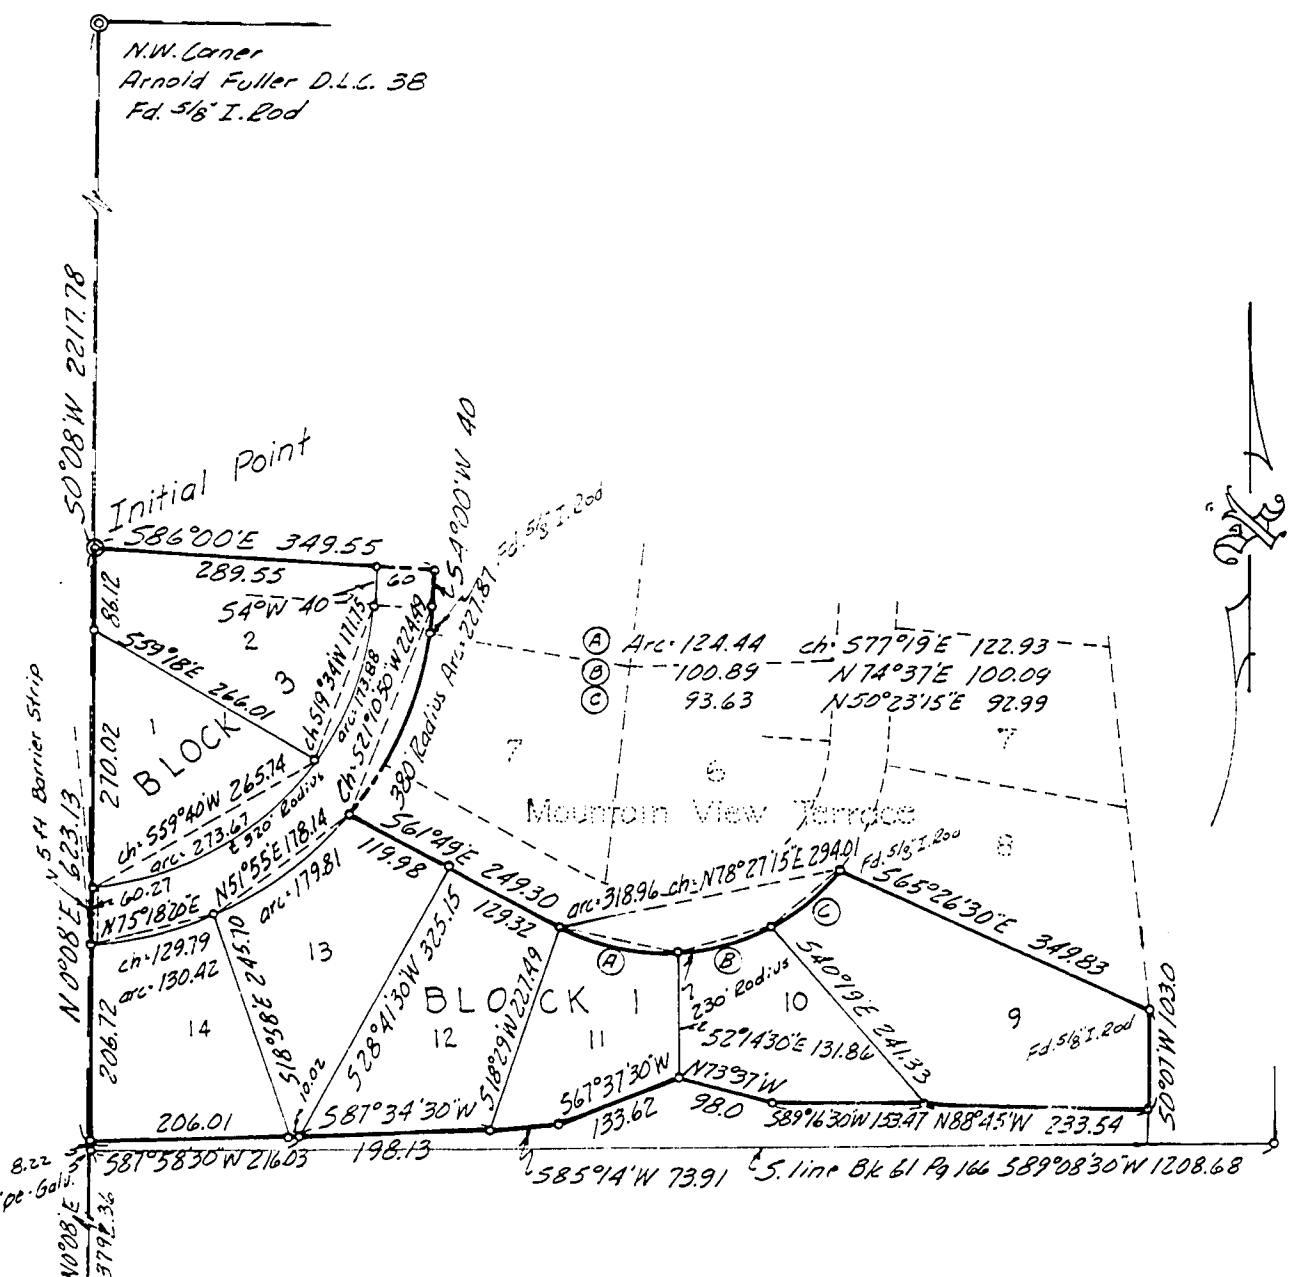 N.W. Corner
Arnold Fuller D.L.C. 38
Fd. 5/8" I. Rod
S0°08'W 2217.78
Initial Point
S86°00'E 349.55
289.55
60
S4°00'W 40
S4°W 40
Fd. 5/8" I. Rod
86.12
2
S59°18'E 266.01
3
1
BLOCK
ch. S19°34'W 171.75
arc. 173.88
Ch. S21°10'50"W 224.49
380' Radius Arc. 227.87
5 Ft Barrier Strip
N0°08'E 623.13
270.02
ch. S59°40'W 265.74
arc. 273.67
320' Radius
60.27
N75°18'20"E
ch. 129.79
arc. 130.42
N51°55'E 178.14
arc. 179.81
A Arc. 124.44 ch. S77°19'E 122.93
B 100.89 N74°37'E 100.09
C 93.63 N50°23'15"E 92.99
7
6
7
8
Mountain View Terrace
S61°49'E 249.30
119.98
129.32
arc. 318.96 ch. N78°27'15"E 294.01
Fd. 5/8" I. Rod
S65°26'30"E 349.83
A
B
C
230' Radius
206.72
14
S18°58'E 245.70
10.02
13
S28°41'30"W 325.15
BLOCK 1
12
S18°29'W 227.49
11
S2°14'30"E 131.86
10
S40°19'E 241.33
9
Fd. 5/8" I. Rod
S0°07'W 103.0
206.01
S87°58'30"W 216.03
S87°34'30"W
198.13
S67°37'30"W
133.62
N73°37'W
98.0
S89°16'30"W 153.47
N88°45'W 233.54
S85°14'W 73.91
S. line Bk 61 Pg 166 S89°08'30"W 1208.68
8.22
5
N0°08'E